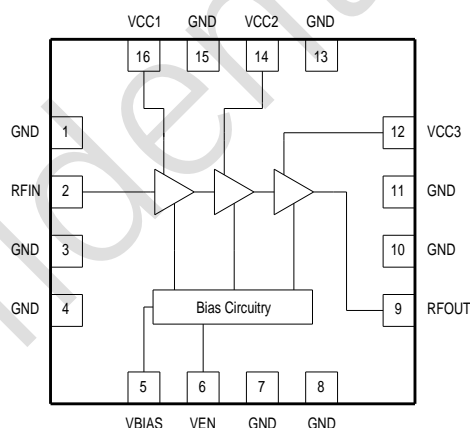 VCC1 GND VCC2 GND
16 15 14 13
GND 1 12 VCC3
RFIN 2 11 GND
GND 3 10 GND
GND 4 Bias Circuitry 9 RFOUT
5 6 7 8
VBIAS VEN GND GND